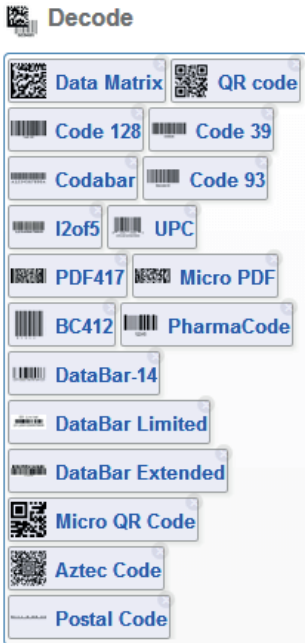 Decode
Data Matrix QR code
Code 128 Code 39
Codabar Code 93
I2of5 UPC
PDF417 Micro PDF
BC412 PharmaCode
DataBar-14
DataBar Limited
DataBar Extended
Micro QR Code
Aztec Code
Postal Code